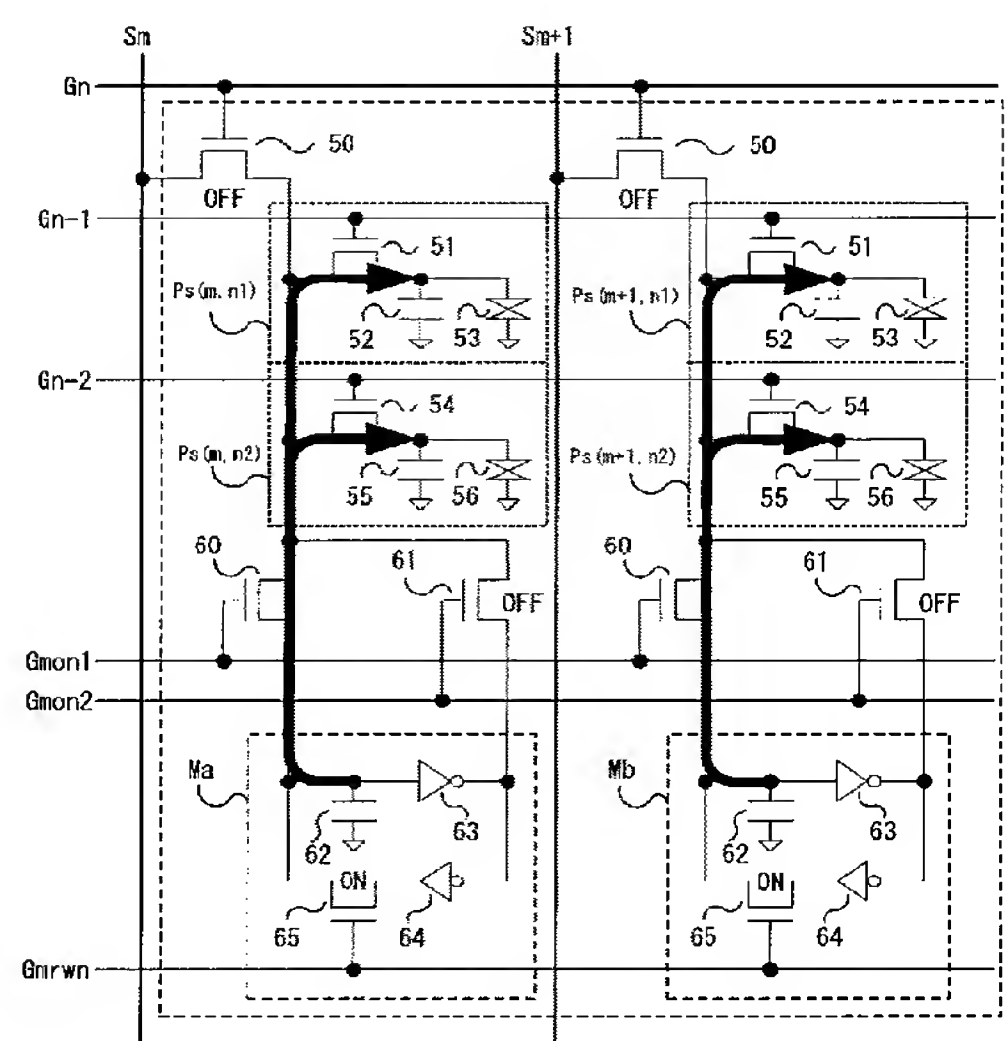 Sm Sm+1
Gn
50 50
OFF OFF
Gn-1
51 51
Ps(m,n1) Ps(m+1,n1)
52 53 52 53
Gn-2
54 54
Ps(m,n2) Ps(m+1,n2)
55 56 55 56
60 61 60 61
OFF OFF
Gmon1
Gmon2
Ma Mb
63 63
62 62
ON ON
65 64 65 64
Gmrwn